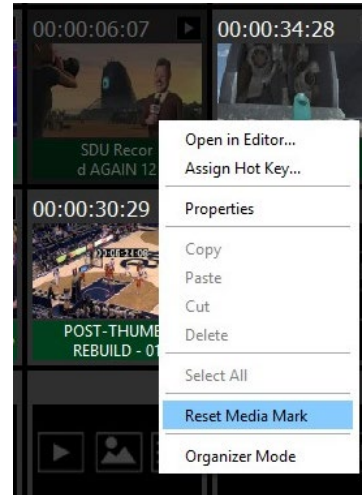 00:00:06:07
00:00:34:28
SDU Recor
d AGAIN 12
00:00:30:29
POST-THUMB
REBUILD - 01
Open in Editor...
Assign Hot Key...
Properties
Copy
Paste
Cut
Delete
Select All
Reset Media Mark
Organizer Mode